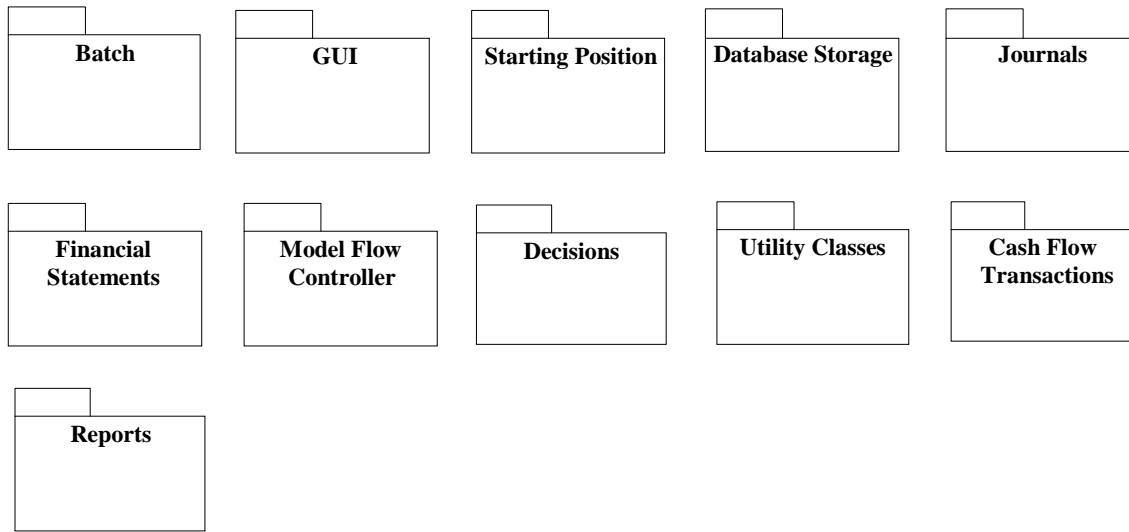 Batch
GUI
Starting Position
Database Storage
Journals
Financial
Statements
Model Flow
Controller
Decisions
Utility Classes
Cash Flow
Transactions
Reports